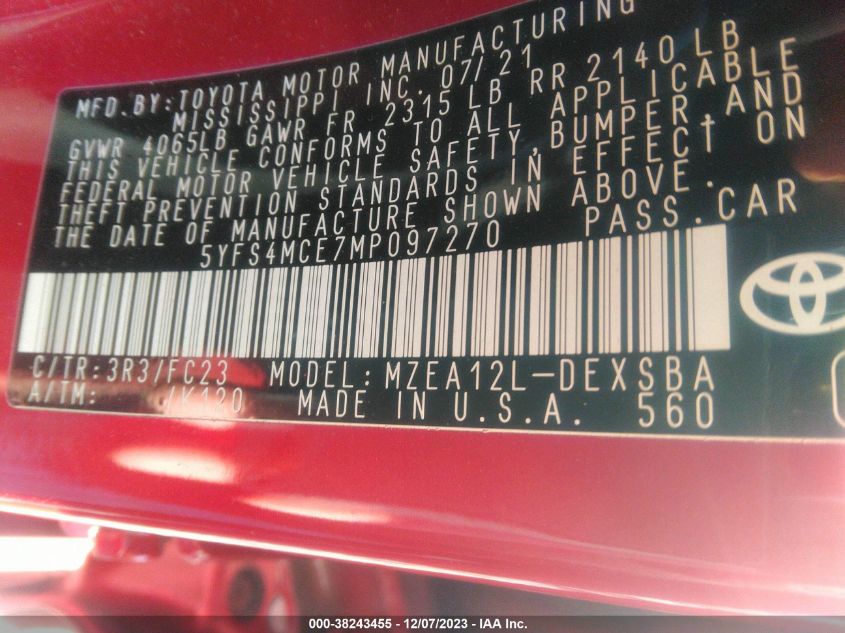 MFD. BY: TOYOTA MOTOR MANUFACTURING
MISSISSIPPI INC. 07/21
GVWR 4065LB GAWR FR 2315 LB RR 2140 LB
THIS VEHICLE CONFORMS TO ALL APPLICABLE
FEDERAL MOTOR VEHICLE SAFETY, BUMPER, AND
THEFT PREVENTION STANDARDS IN EFFECT ON
THE DATE OF MANUFACTURE SHOWN ABOVE.
5YFS4MCE7MP097270 PASS. CAR
C/TR: 3R3/FC23 MODEL: MZEA12L-DEXSBA
A/TM: /K120 MADE IN U.S.A. 560
000-38243455 - 12/07/2023 - IAA Inc.